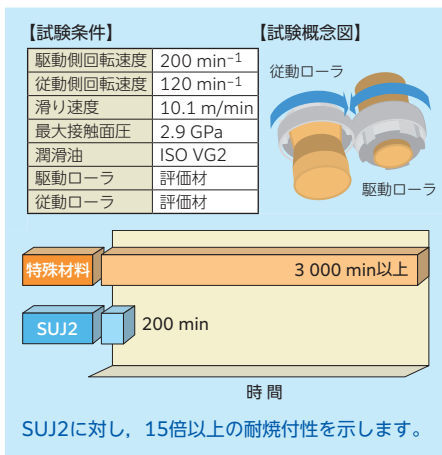 【試験条件】
【試験概念図】
駆動側回転速度 200 min⁻¹
従動側回転速度 120 min⁻¹
滑り速度 10.1 m/min
最大接触面圧 2.9 GPa
潤滑油 ISO VG2
駆動ローラ 評価材
従動ローラ 評価材
従動ローラ
駆動ローラ
特殊材料 3 000 min以上
SUJ2 200 min
時 間
SUJ2に対し，15倍以上の耐焼付性を示します。